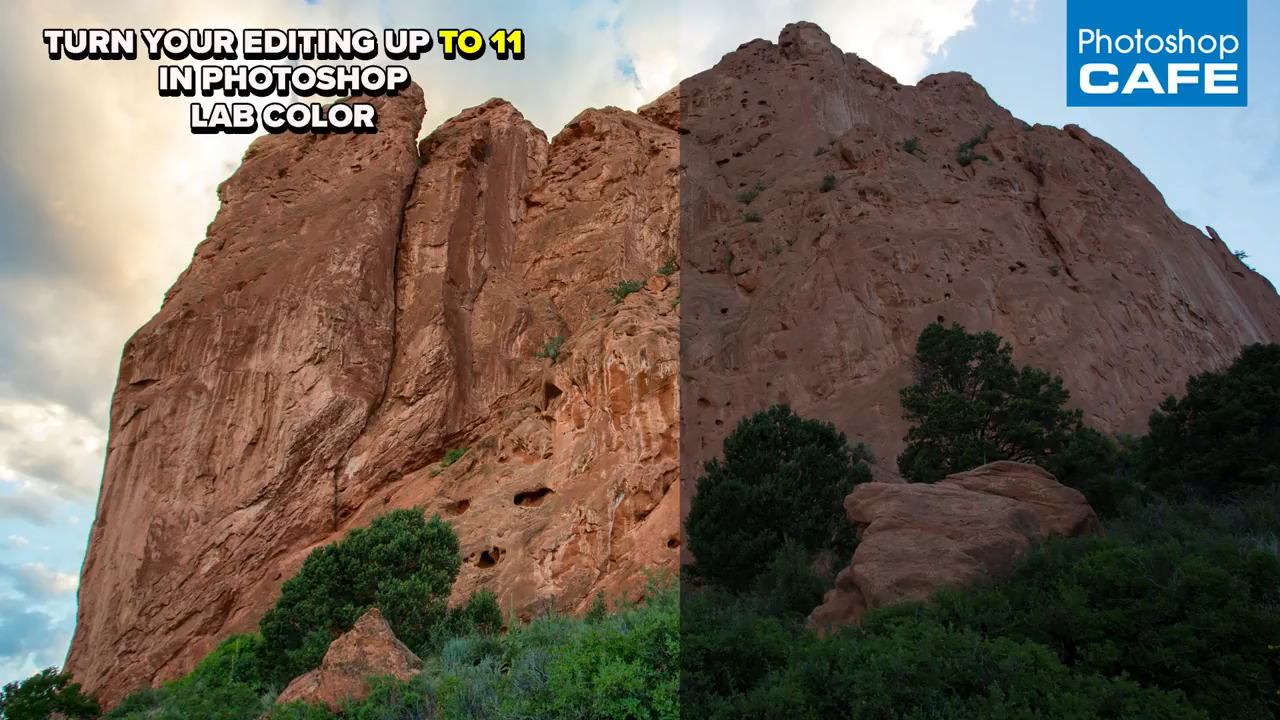 TURN YOUR EDITING UP TO 11
IN PHOTOSHOP
LAB COLOR
Photoshop
CAFE